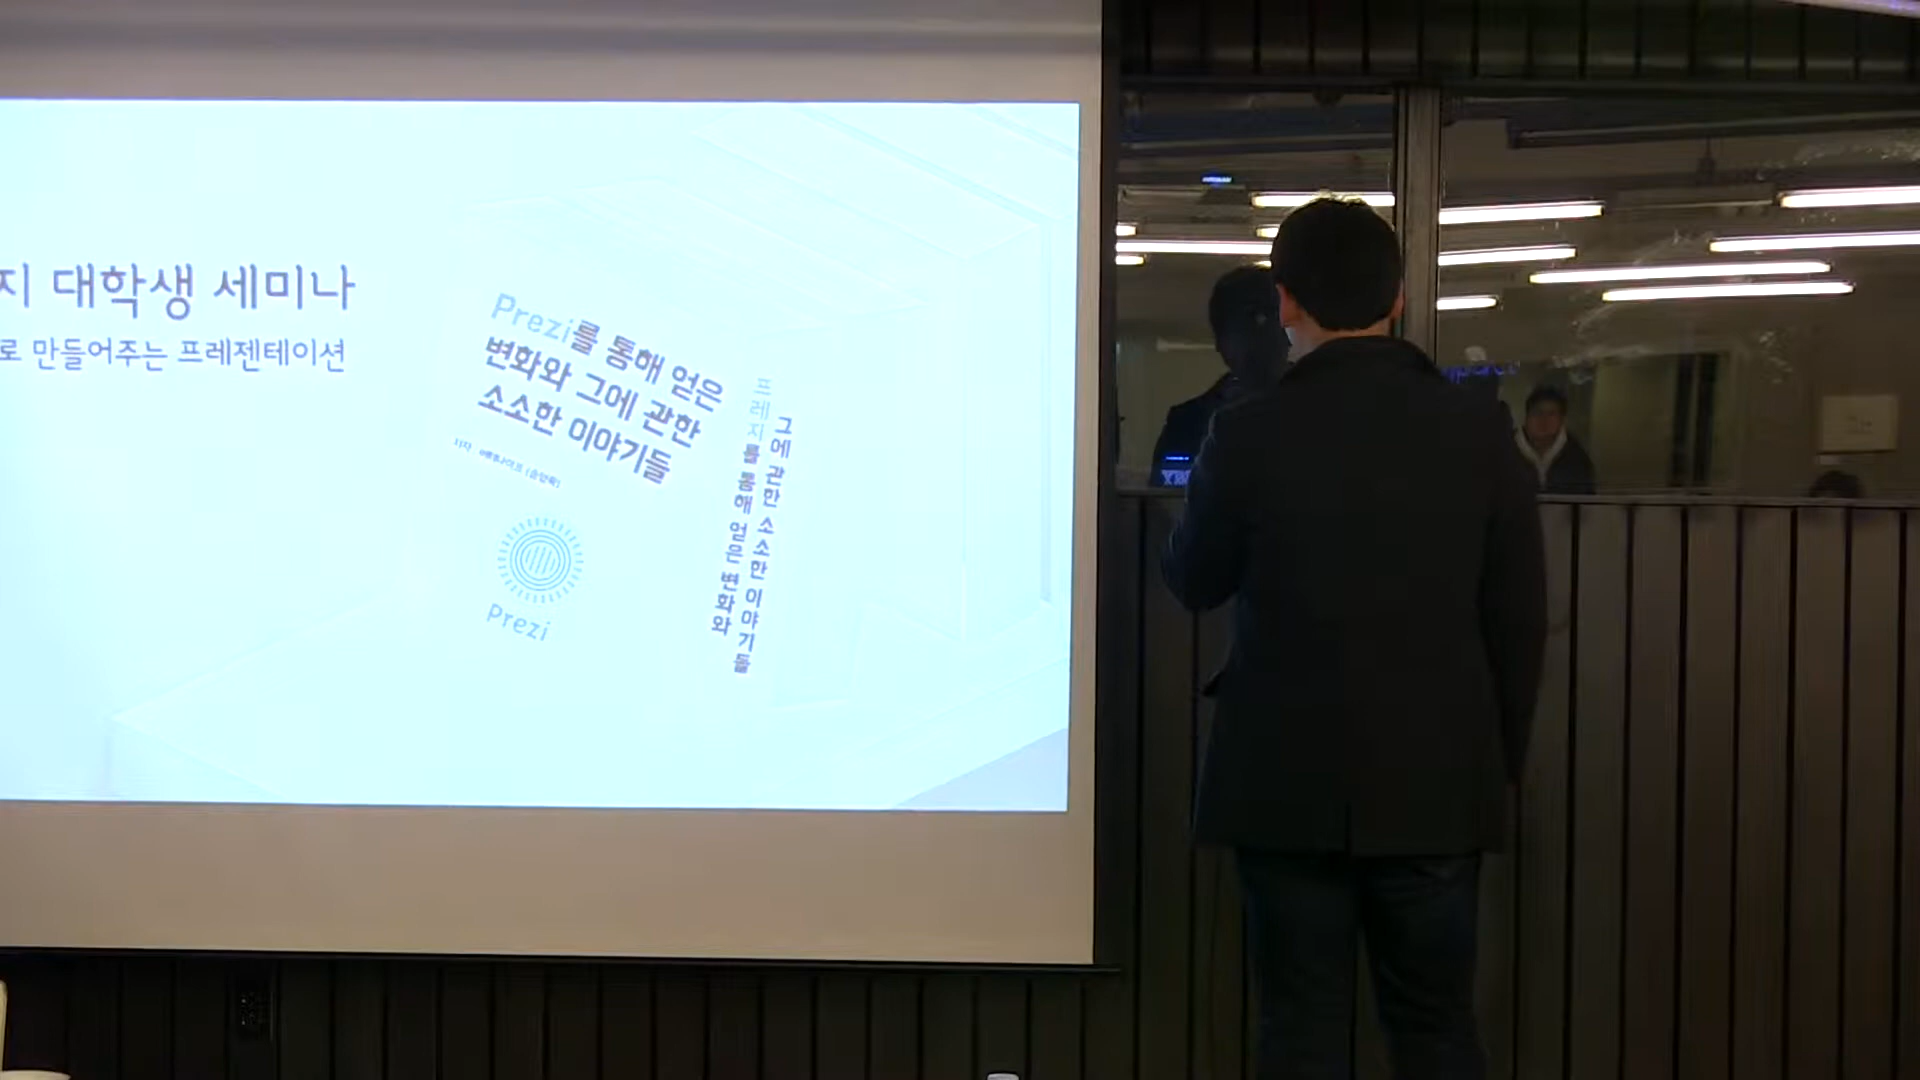 지 대학생 세미나
로 만들어주는 프레젠테이션
Prezi를 통해 얻은
변화와 그에 관한
소소한 이야기들
Prezi
프레지를 통해 얻은 변화와
그에 관한 소소한 이야기들